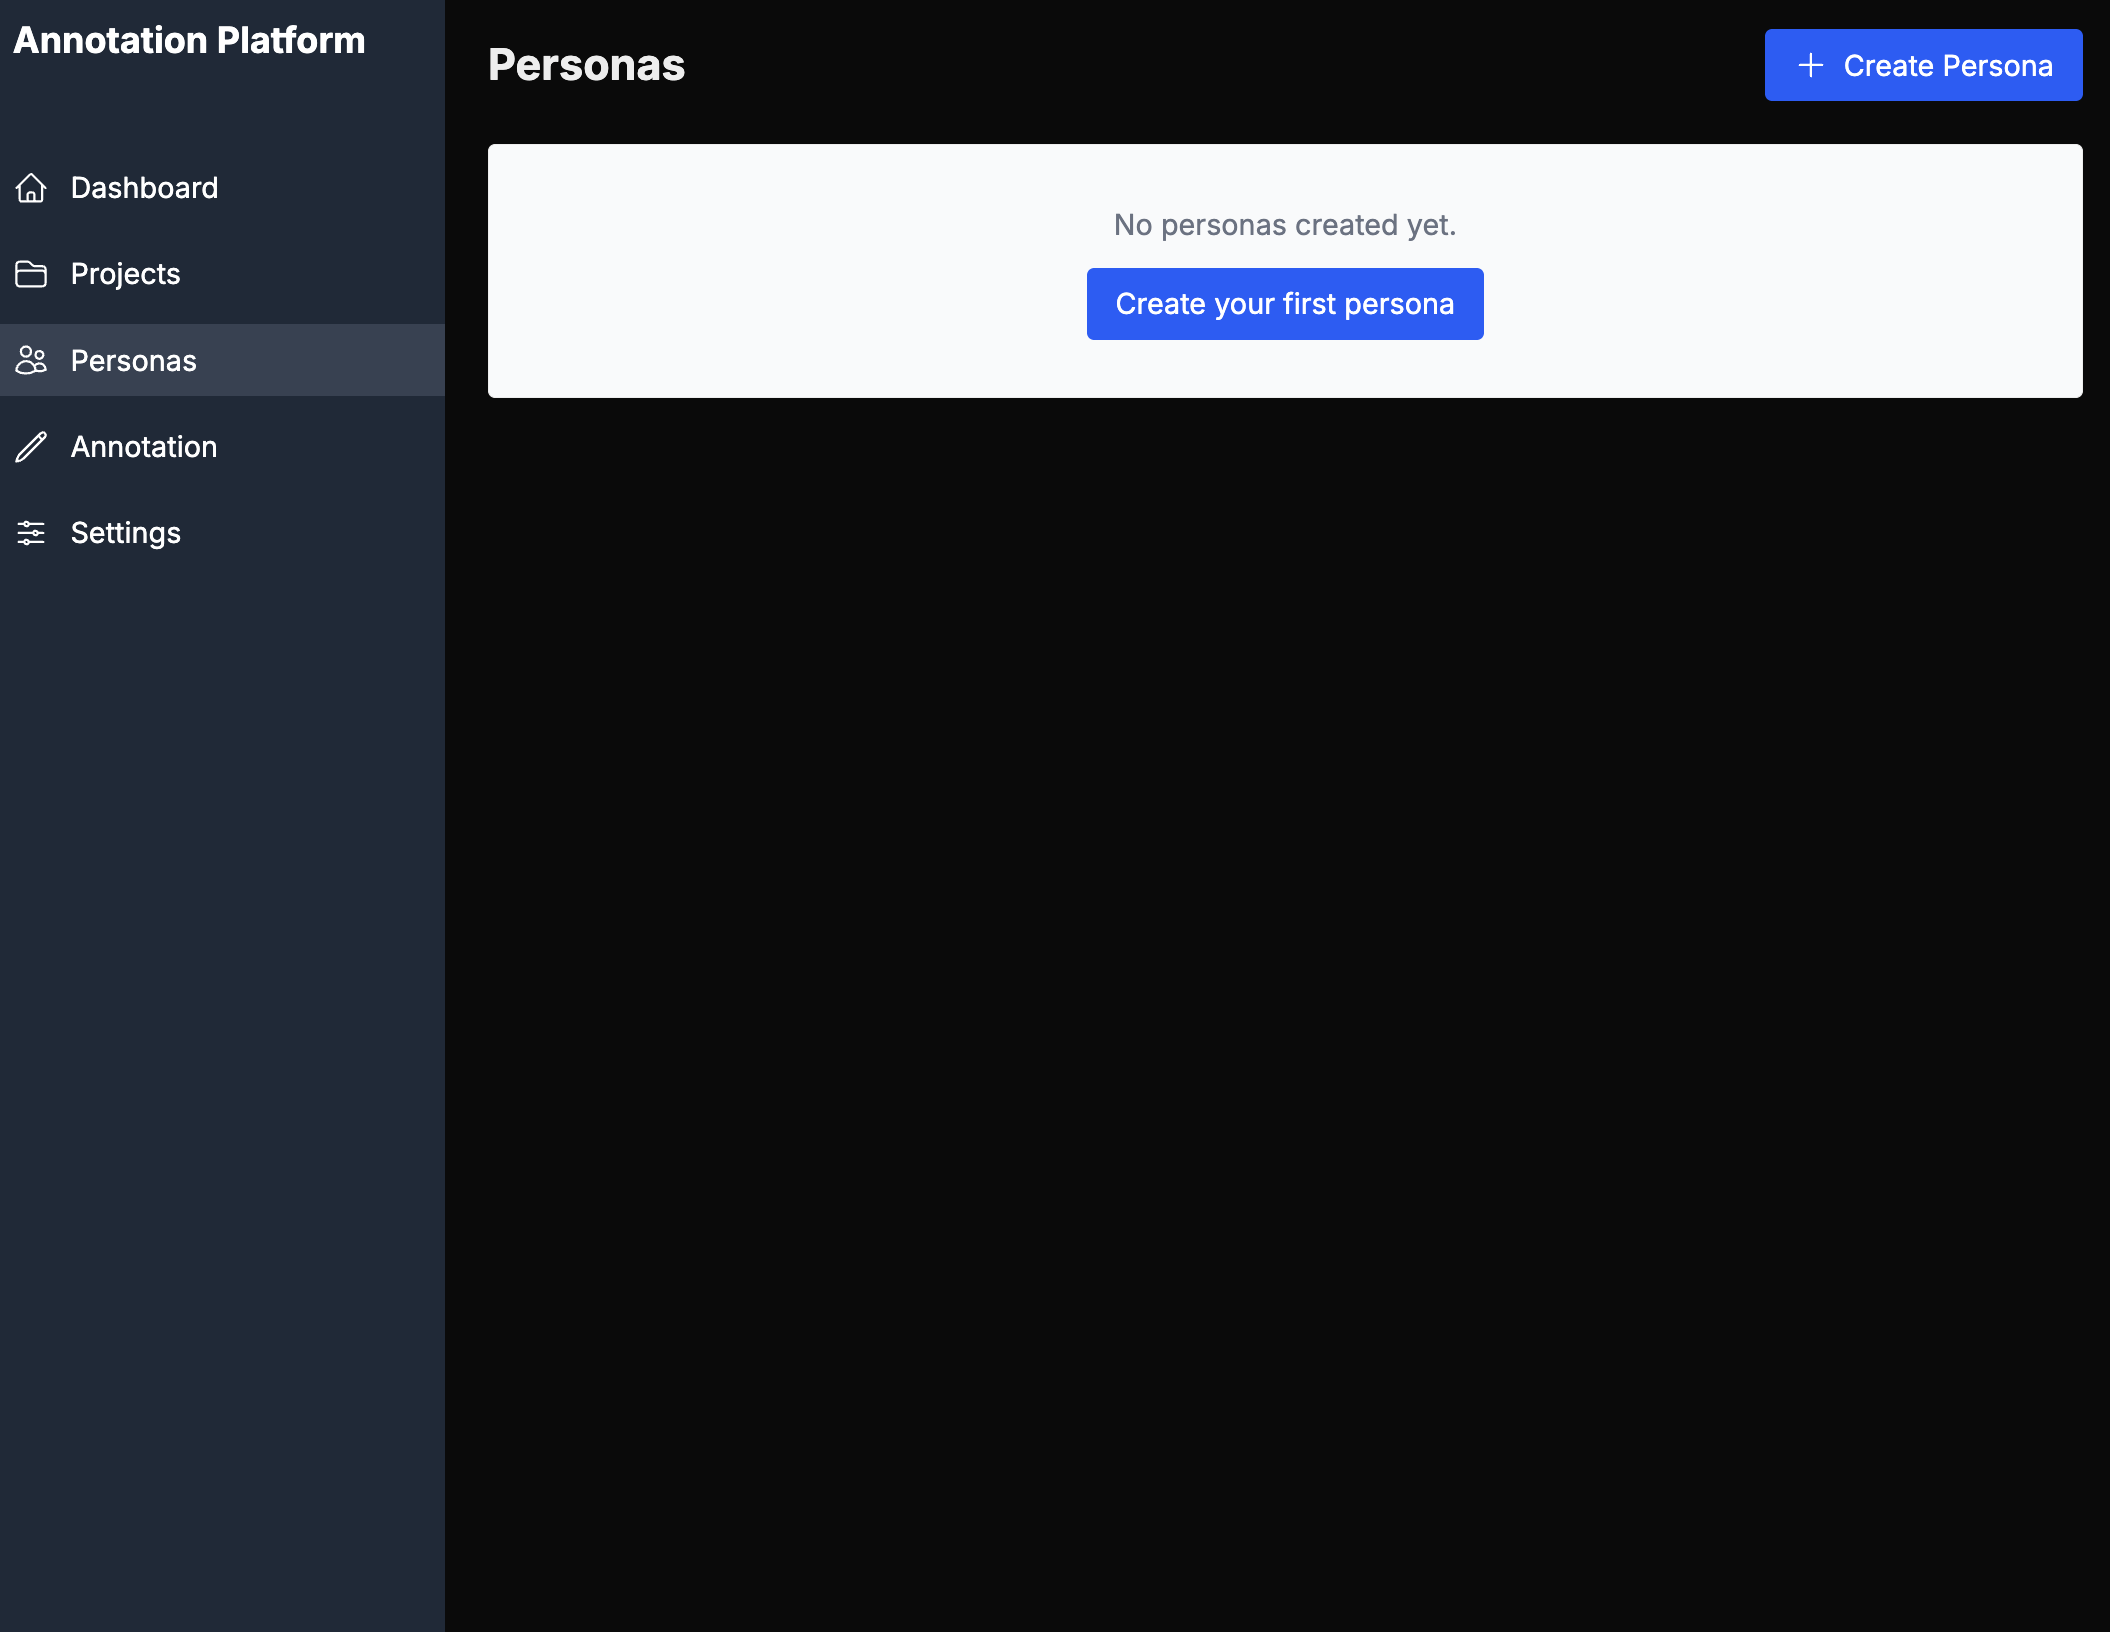 Annotation Platform
Dashboard
Projects
Personas
Annotation
Settings
Personas
Create Persona
No personas created yet.
Create your first persona